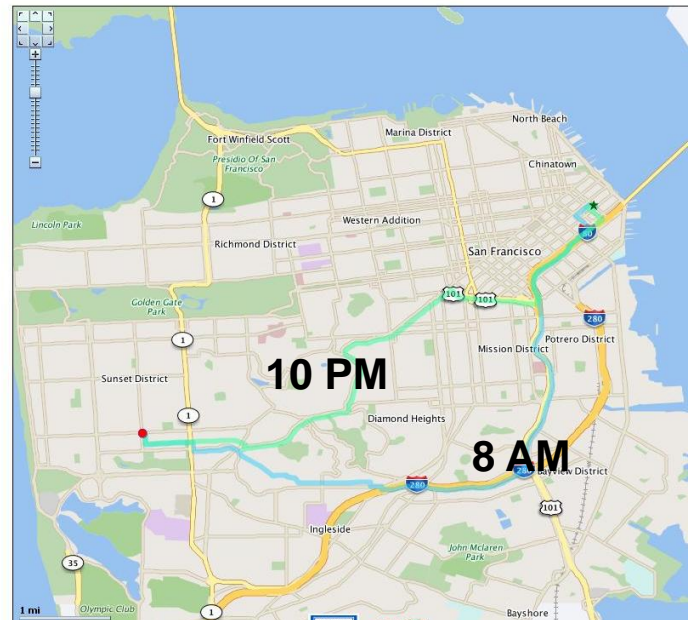 North Beach
Marina District
Fort Winfield Scott
Chinatown
Presidio Of San
Francisco
1
Lincoln Park
Western Addition
80
Richmond District
San Francisco
101
101
Golden Gate
Park
280
1
Mission District
Potrero District
10 PM
Sunset District
1
Diamond Heights
8 AM
280
280
Bayview District
101
Ingleside
John McLaren
Park
35
1 mi
Olympic Club
1
Bayshore